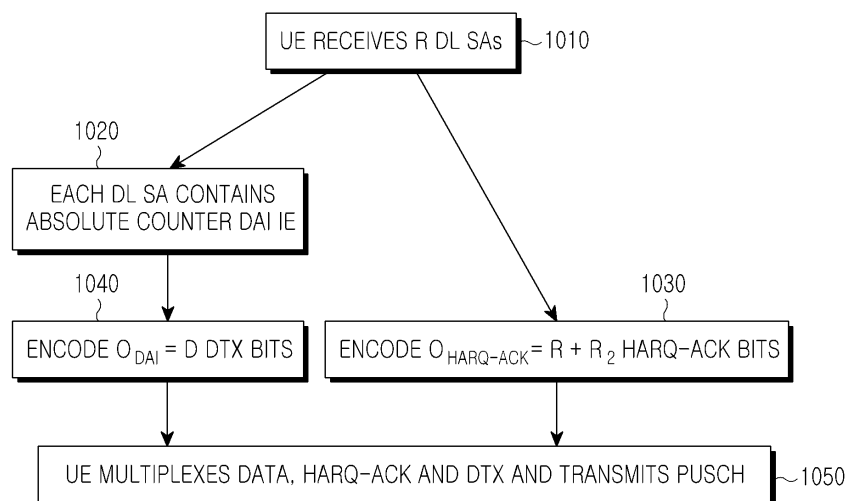 UE RECEIVES R DL SAs
1010
1020
EACH DL SA CONTAINS
ABSOLUTE COUNTER DAI IE
1040
1030
ENCODE O_DAI = D DTX BITS
ENCODE O_HARQ-ACK = R + R_2 HARQ-ACK BITS
UE MULTIPLEXES DATA, HARQ-ACK AND DTX AND TRANSMITS PUSCH
1050